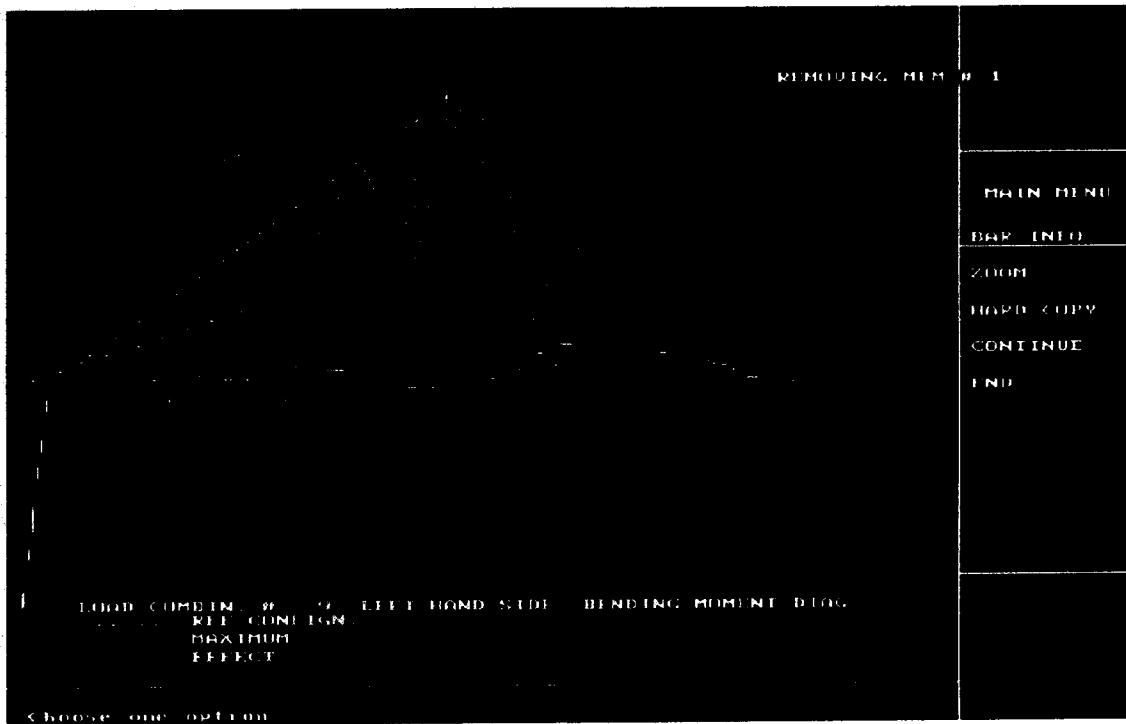 REMOVING MEM # 1
MAIN MENU
BAR INFO
ZOOM
HARD COPY
CONTINUE
END
LOAD COMBIN. # 9 LEFT HAND SIDE BENDING MOMENT DIAG
REF CONFIGN.
MAXIMUM
EFFECT
Choose one option